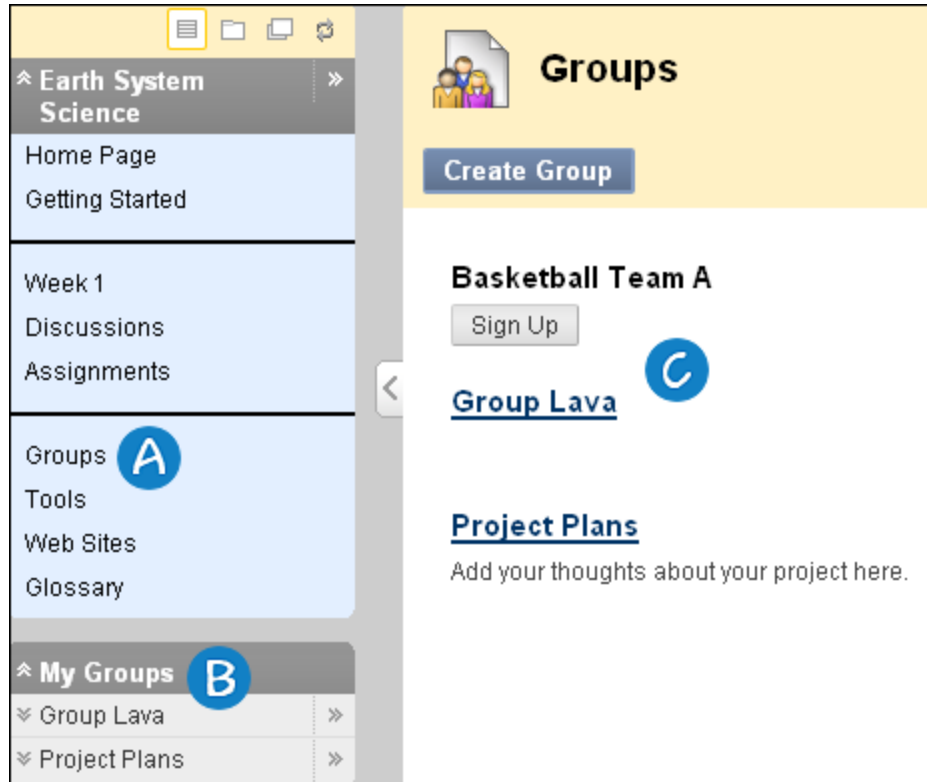 Earth System
Science
Home Page
Getting Started
Week 1
Discussions
Assignments
Groups A
Tools
Web Sites
Glossary
My Groups B
Group Lava
Project Plans
Groups
Create Group
Basketball Team A
Sign Up
C
Group Lava
Project Plans
Add your thoughts about your project here.